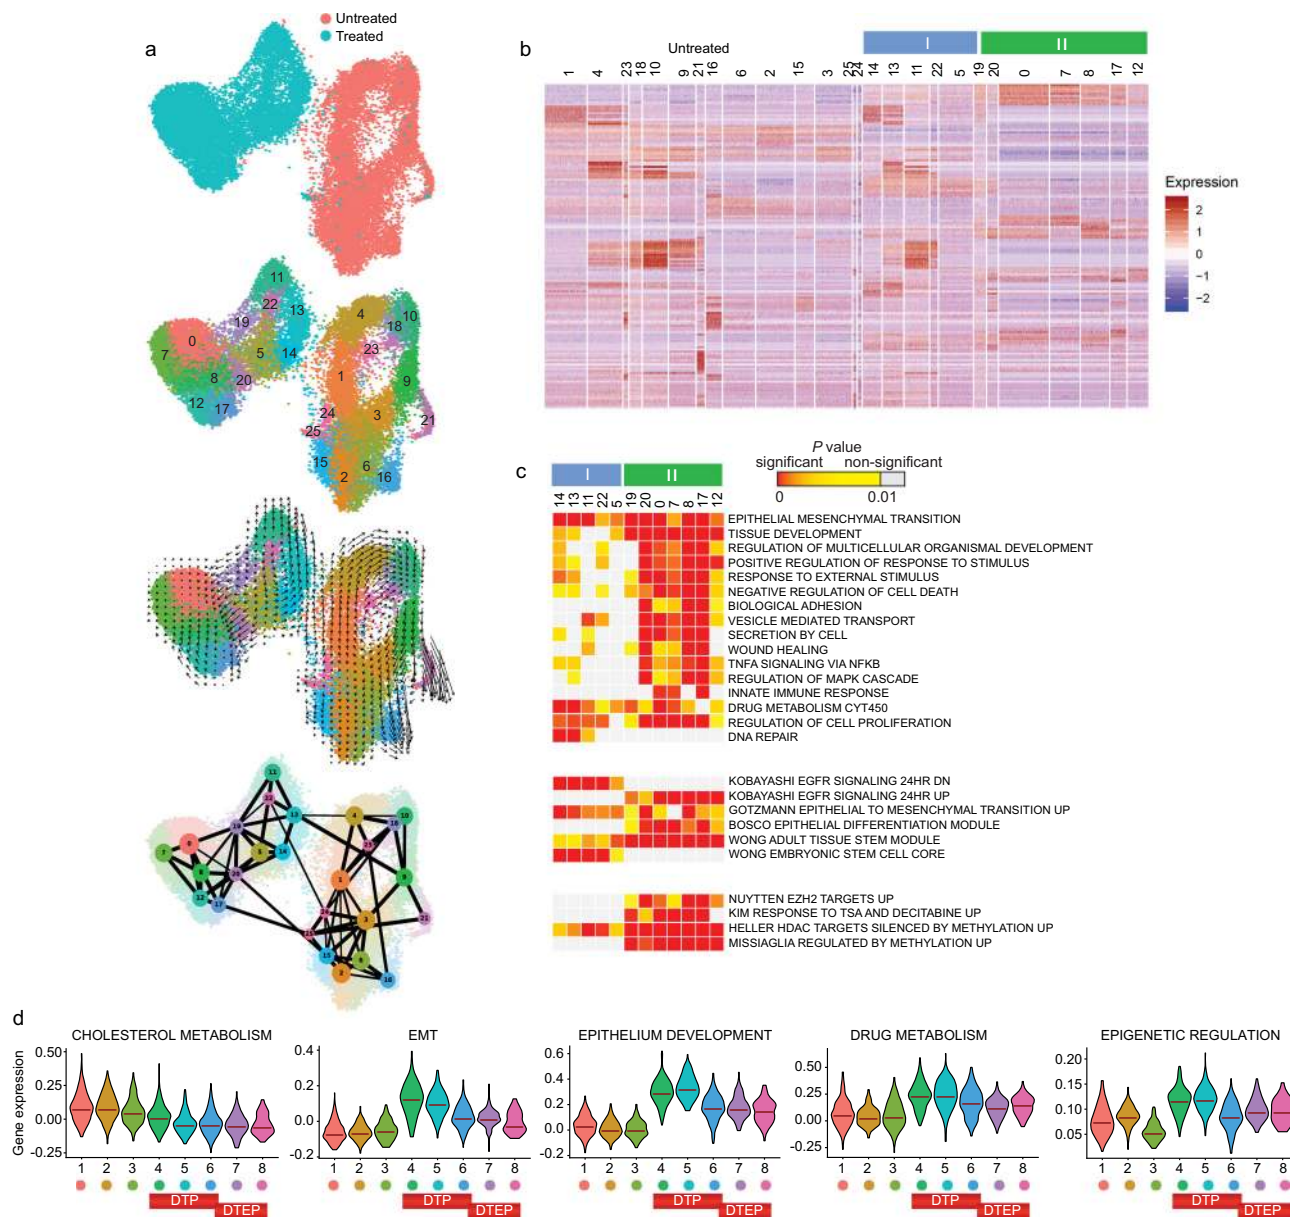 a
Untreated
Treated
11
22
13
19
0
7
5
14
8
20
12
17
4
10
18
23
1
9
24
3
25
21
15
6
2
16
b
Untreated
I
II
1 4 23 18 10 9 21 16 6 2 15 3 25 24 14 13 11 22 5 19 20 0 7 8 17 12
Expression
2
1
0
−1
−2
c
P value
significant non-significant
0 0.01
I
II
14 13 11 22 5 19 20 0 7 8 17 12
EPITHELIAL MESENCHYMAL TRANSITION
TISSUE DEVELOPMENT
REGULATION OF MULTICELLULAR ORGANISMAL DEVELOPMENT
POSITIVE REGULATION OF RESPONSE TO STIMULUS
RESPONSE TO EXTERNAL STIMULUS
NEGATIVE REGULATION OF CELL DEATH
BIOLOGICAL ADHESION
VESICLE MEDIATED TRANSPORT
SECRETION BY CELL
WOUND HEALING
TNFA SIGNALING VIA NFKB
REGULATION OF MAPK CASCADE
INNATE IMMUNE RESPONSE
DRUG METABOLISM CYT450
REGULATION OF CELL PROLIFERATION
DNA REPAIR
KOBAYASHI EGFR SIGNALING 24HR DN
KOBAYASHI EGFR SIGNALING 24HR UP
GOTZMANN EPITHELIAL TO MESENCHYMAL TRANSITION UP
BOSCO EPITHELIAL DIFFERENTIATION MODULE
WONG ADULT TISSUE STEM MODULE
WONG EMBRYONIC STEM CELL CORE
NUYTTEN EZH2 TARGETS UP
KIM RESPONSE TO TSA AND DECITABINE UP
HELLER HDAC TARGETS SILENCED BY METHYLATION UP
MISSIAGLIA REGULATED BY METHYLATION UP
d
Gene expression
CHOLESTEROL METABOLISM
0.50
0.25
0.00
-0.25
1 2 3 4 5 6 7 8
DTP
DTEP
EMT
0.4
0.2
0.0
-0.2
1 2 3 4 5 6 7 8
DTP
DTEP
EPITHELIUM DEVELOPMENT
0.6
0.4
0.2
0.0
-0.2
1 2 3 4 5 6 7 8
DTP
DTEP
DRUG METABOLISM
0.50
0.25
0.00
-0.25
1 2 3 4 5 6 7 8
DTP
DTEP
EPIGENETIC REGULATION
0.20
0.15
0.10
0.05
1 2 3 4 5 6 7 8
DTP
DTEP